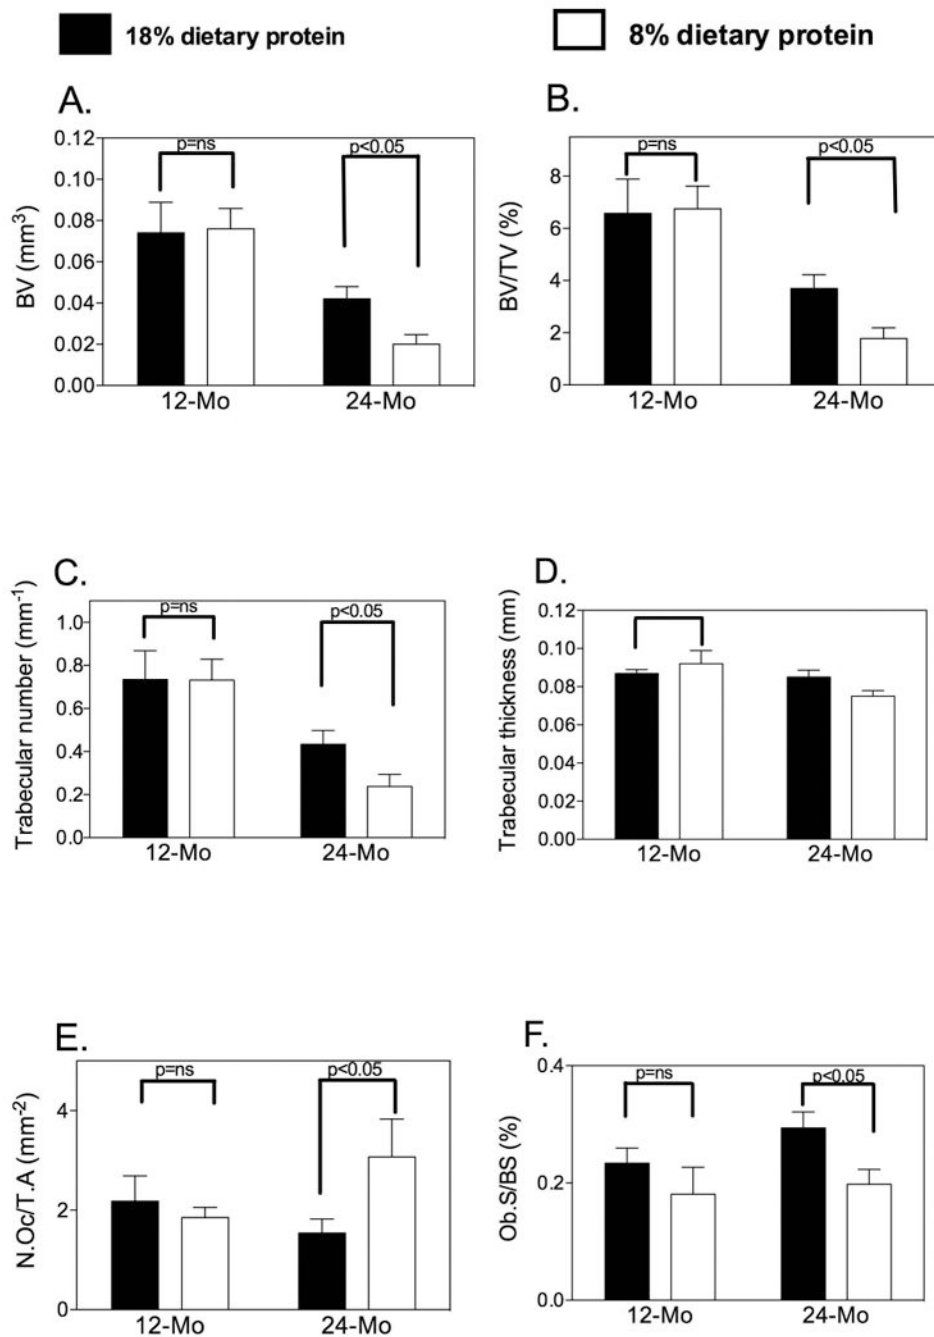 18% dietary protein
8% dietary protein
A.
p=ns
p<0.05
0.12
0.10
0.08
0.06
0.04
0.02
0.00
BV (mm³)
12-Mo
24-Mo
B.
p=ns
p<0.05
8
6
4
2
0
BV/TV (%)
12-Mo
24-Mo
C.
p=ns
p<0.05
1.0
0.8
0.6
0.4
0.2
0.0
Trabecular number (mm⁻¹)
12-Mo
24-Mo
D.
0.12
0.10
0.08
0.06
0.04
0.02
0.00
Trabecular thickness (mm)
12-Mo
24-Mo
E.
p=ns
p<0.05
4
2
0
N.Oc/T.A (mm⁻²)
12-Mo
24-Mo
F.
p=ns
p<0.05
0.4
0.2
0.0
Ob.S/BS (%)
12-Mo
24-Mo